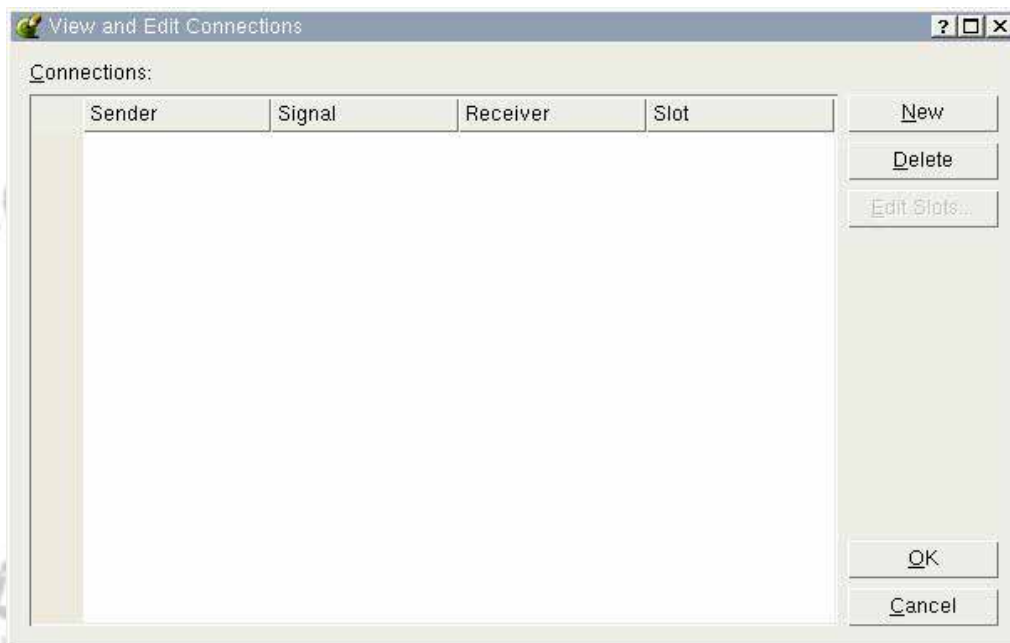 View and Edit Connections
Connections:
Sender Signal Receiver Slot
New
Delete
Edit Slots...
OK
Cancel